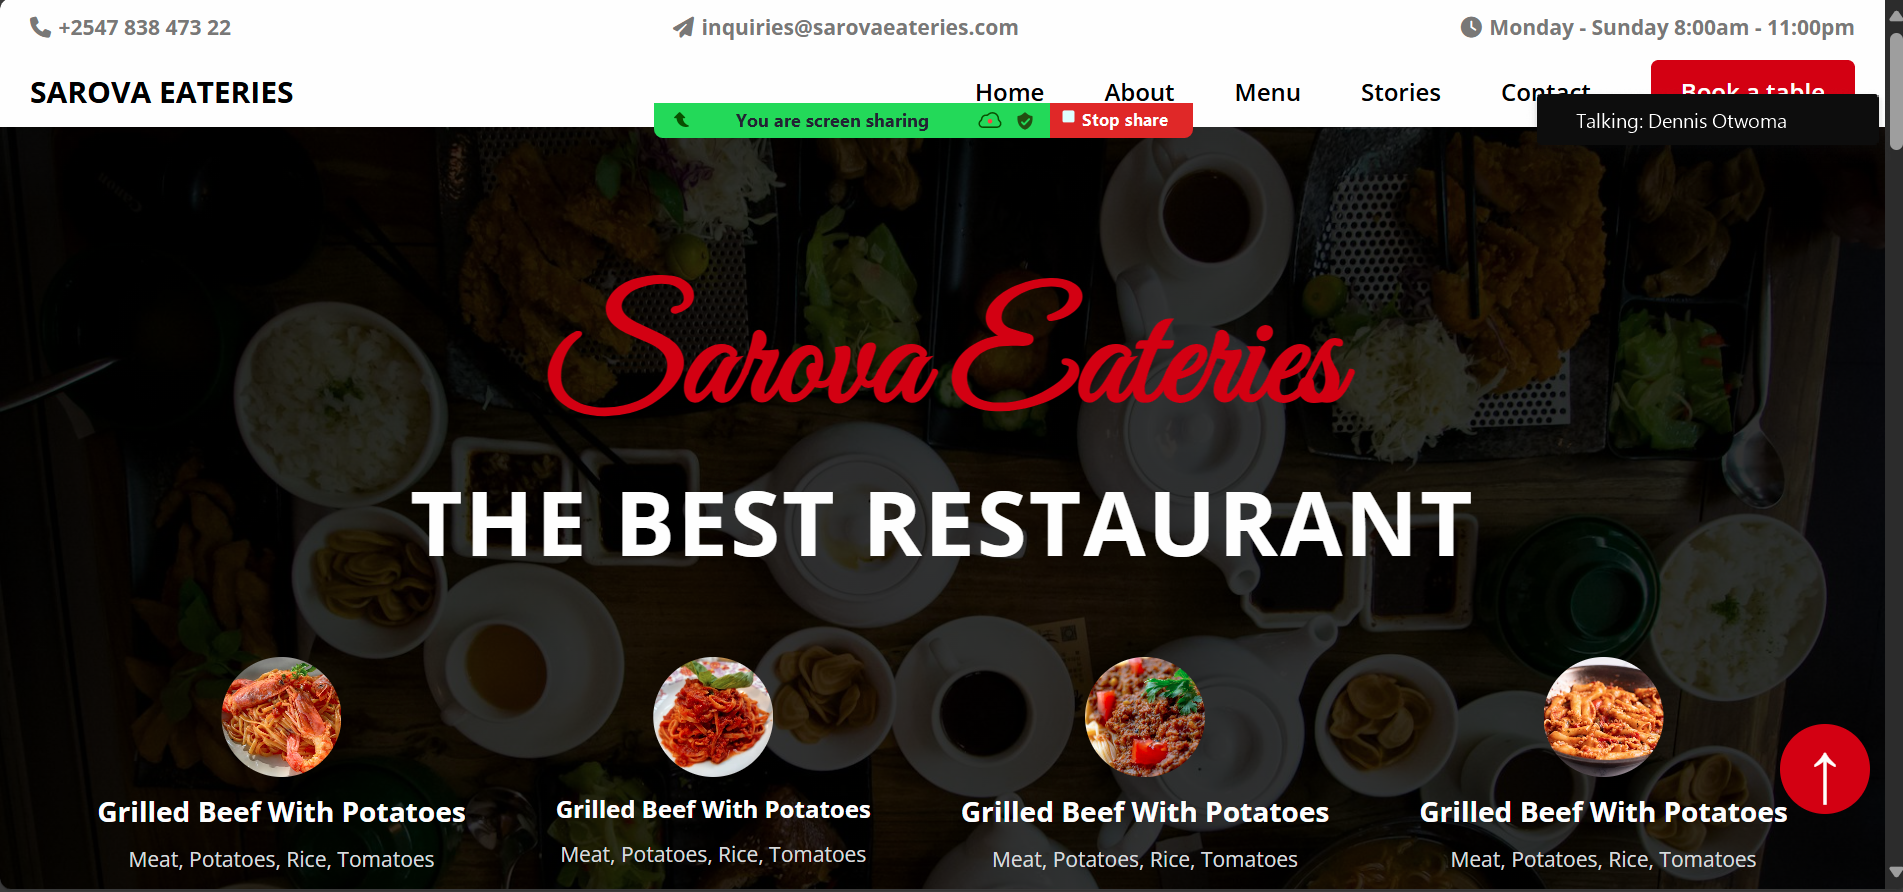 +2547 838 473 22
inquiries@sarovaeateries.com
Monday - Sunday 8:00am - 11:00pm
SAROVA EATERIES
Home
About
Menu
Stories
Contact
Book a table
You are screen sharing
Stop share
Talking: Dennis Otwoma
Sarova Eateries
THE BEST RESTAURANT
Grilled Beef With Potatoes
Meat, Potatoes, Rice, Tomatoes
Grilled Beef With Potatoes
Meat, Potatoes, Rice, Tomatoes
Grilled Beef With Potatoes
Meat, Potatoes, Rice, Tomatoes
Grilled Beef With Potatoes
Meat, Potatoes, Rice, Tomatoes